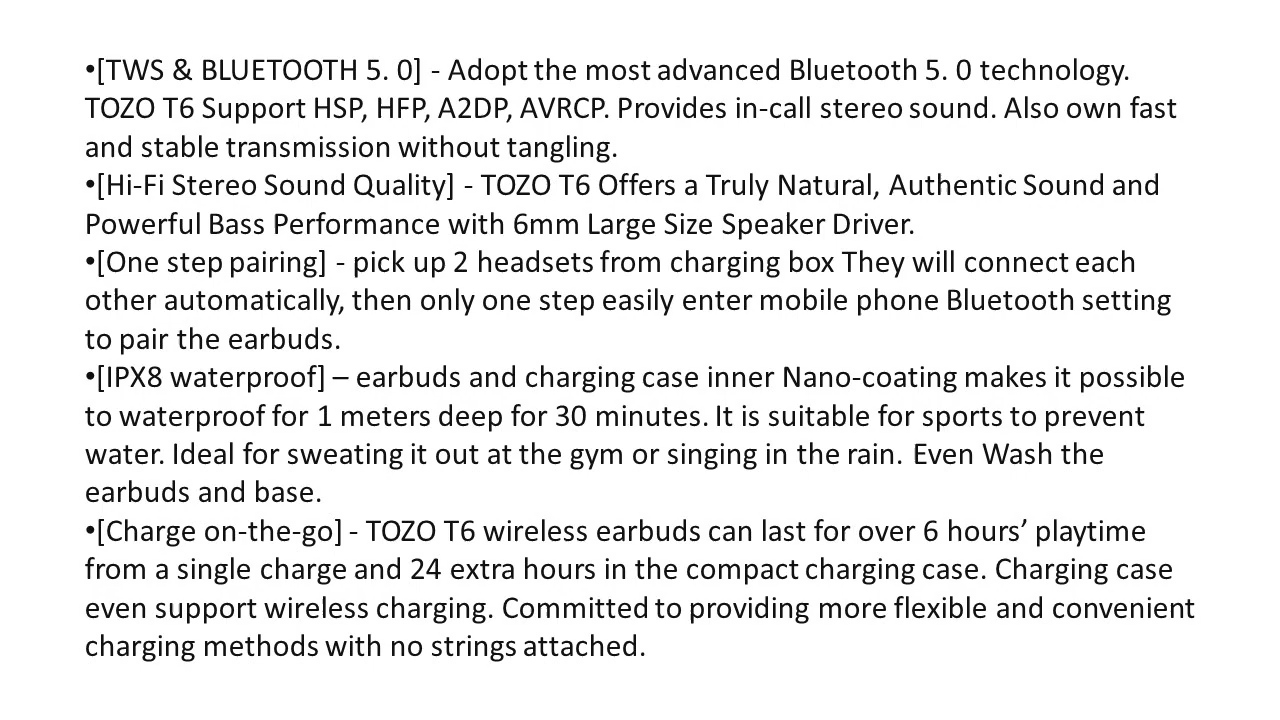 •[TWS & BLUETOOTH 5. 0] - Adopt the most advanced Bluetooth 5. 0 technology.
TOZO T6 Support HSP, HFP, A2DP, AVRCP. Provides in-call stereo sound. Also own fast
and stable transmission without tangling.
•[Hi-Fi Stereo Sound Quality] - TOZO T6 Offers a Truly Natural, Authentic Sound and
Powerful Bass Performance with 6mm Large Size Speaker Driver.
•[One step pairing] - pick up 2 headsets from charging box They will connect each
other automatically, then only one step easily enter mobile phone Bluetooth setting
to pair the earbuds.
•[IPX8 waterproof] – earbuds and charging case inner Nano-coating makes it possible
to waterproof for 1 meters deep for 30 minutes. It is suitable for sports to prevent
water. Ideal for sweating it out at the gym or singing in the rain. Even Wash the
earbuds and base.
•[Charge on-the-go] - TOZO T6 wireless earbuds can last for over 6 hours’ playtime
from a single charge and 24 extra hours in the compact charging case. Charging case
even support wireless charging. Committed to providing more flexible and convenient
charging methods with no strings attached.